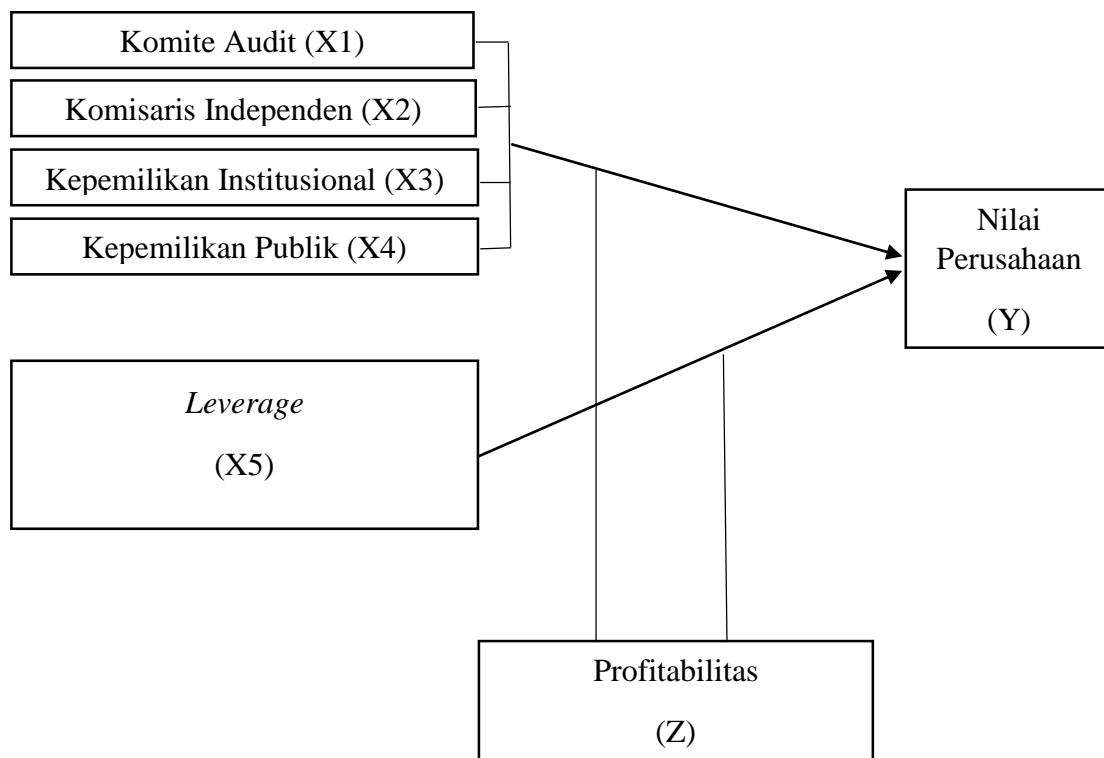 Komite Audit (X1)
Komisaris Independen (X2)
Kepemilikan Institusional (X3)
Kepemilikan Publik (X4)
Nilai
Perusahaan
(Y)
Leverage
(X5)
Profitabilitas
(Z)